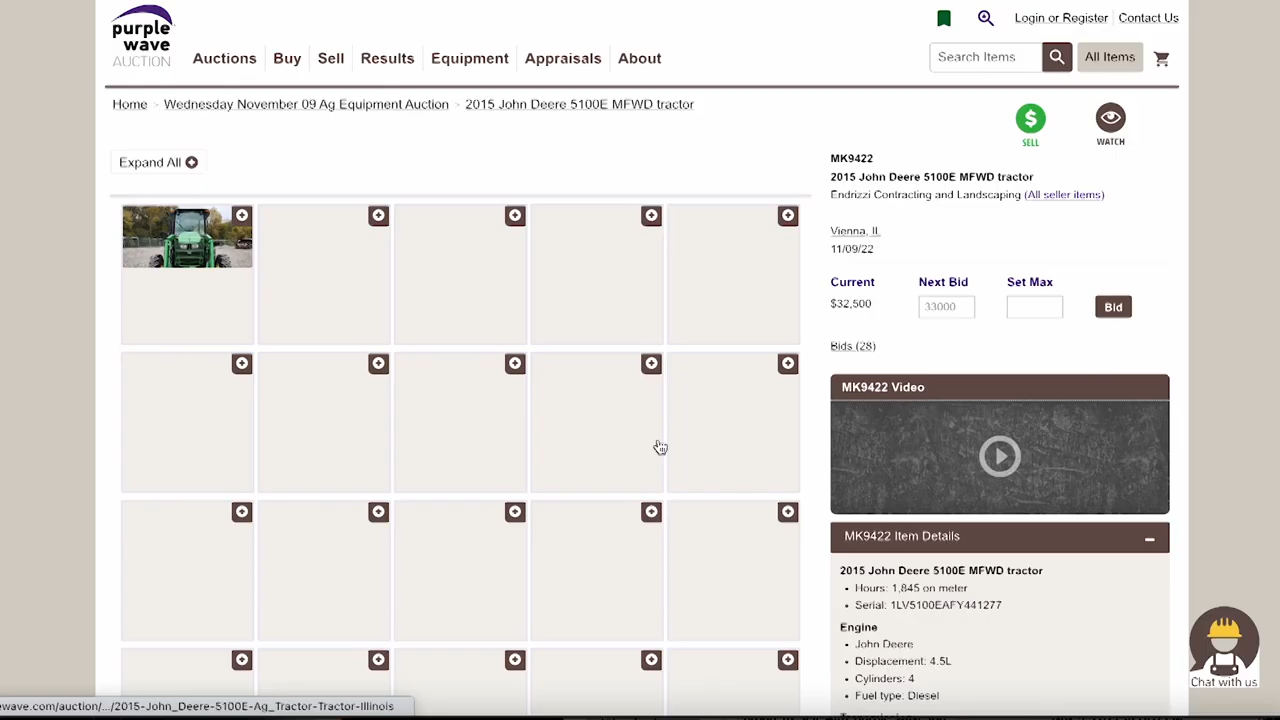 purple
wave
AUCTION
Login or Register
Contact Us
Auctions
Buy
Sell
Results
Equipment
Appraisals
About
Search Items
All Items
Home
Wednesday November 09 Ag Equipment Auction
2015 John Deere 5100E MFWD tractor
Expand All
$
SELL
WATCH
MK9422
2015 John Deere 5100E MFWD tractor
Endrizzi Contracting and Landscaping (All seller items)
Vienna, IL
11/09/22
Current
Next Bid
Set Max
$32,500
33000
Bid
Bids (28)
MK9422 Video
MK9422 Item Details
2015 John Deere 5100E MFWD tractor
Hours: 1,845 on meter
Serial: 1LV5100EAFY441277
Engine
John Deere
Displacement: 4.5L
Cylinders: 4
Fuel type: Diesel
Chat with us
ewave.com/auction/.../2015-John_Deere-5100E-Ag_Tractor-Tractor-Illinois